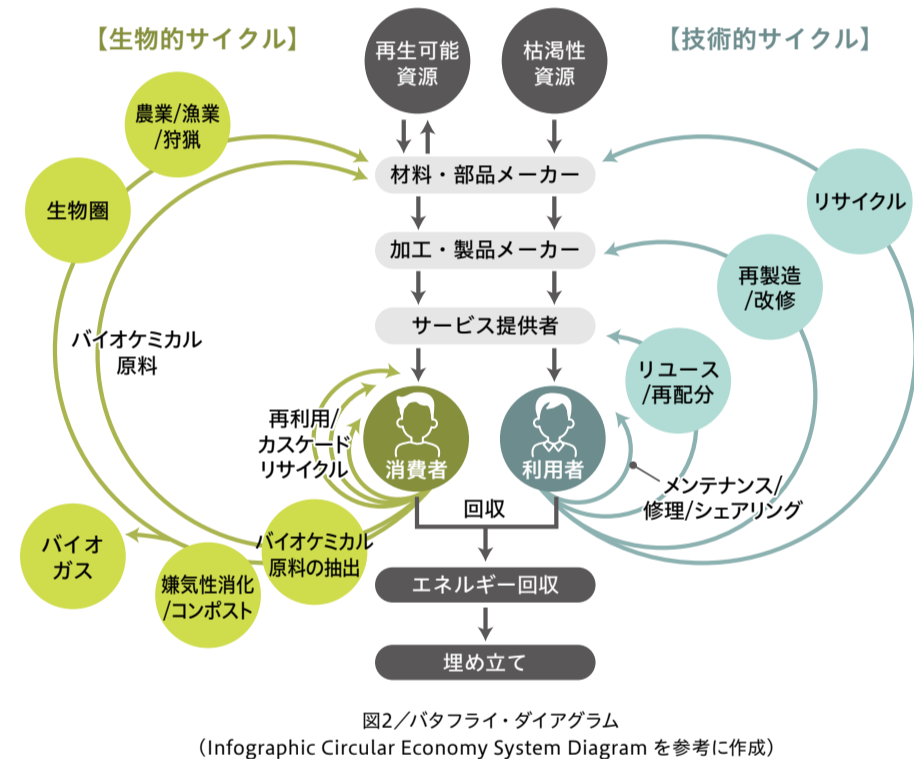 【生物的サイクル】
再生可能
資源
枯渇性
資源
【技術的サイクル】
農業/漁業
/狩猟
生物圏
材料・部品メーカー
リサイクル
加工・製品メーカー
再製造
/改修
サービス提供者
バイオケミカル
原料
リユース
/再配分
再利用/
カスケード
リサイクル
消費者
利用者
メンテナンス/
修理/シェアリング
回収
バイオ
ガス
嫌気性消化
/コンポスト
バイオケミカル
原料の抽出
エネルギー回収
埋め立て
図2／バタフライ・ダイアグラム
（Infographic Circular Economy System Diagram を参考に作成）